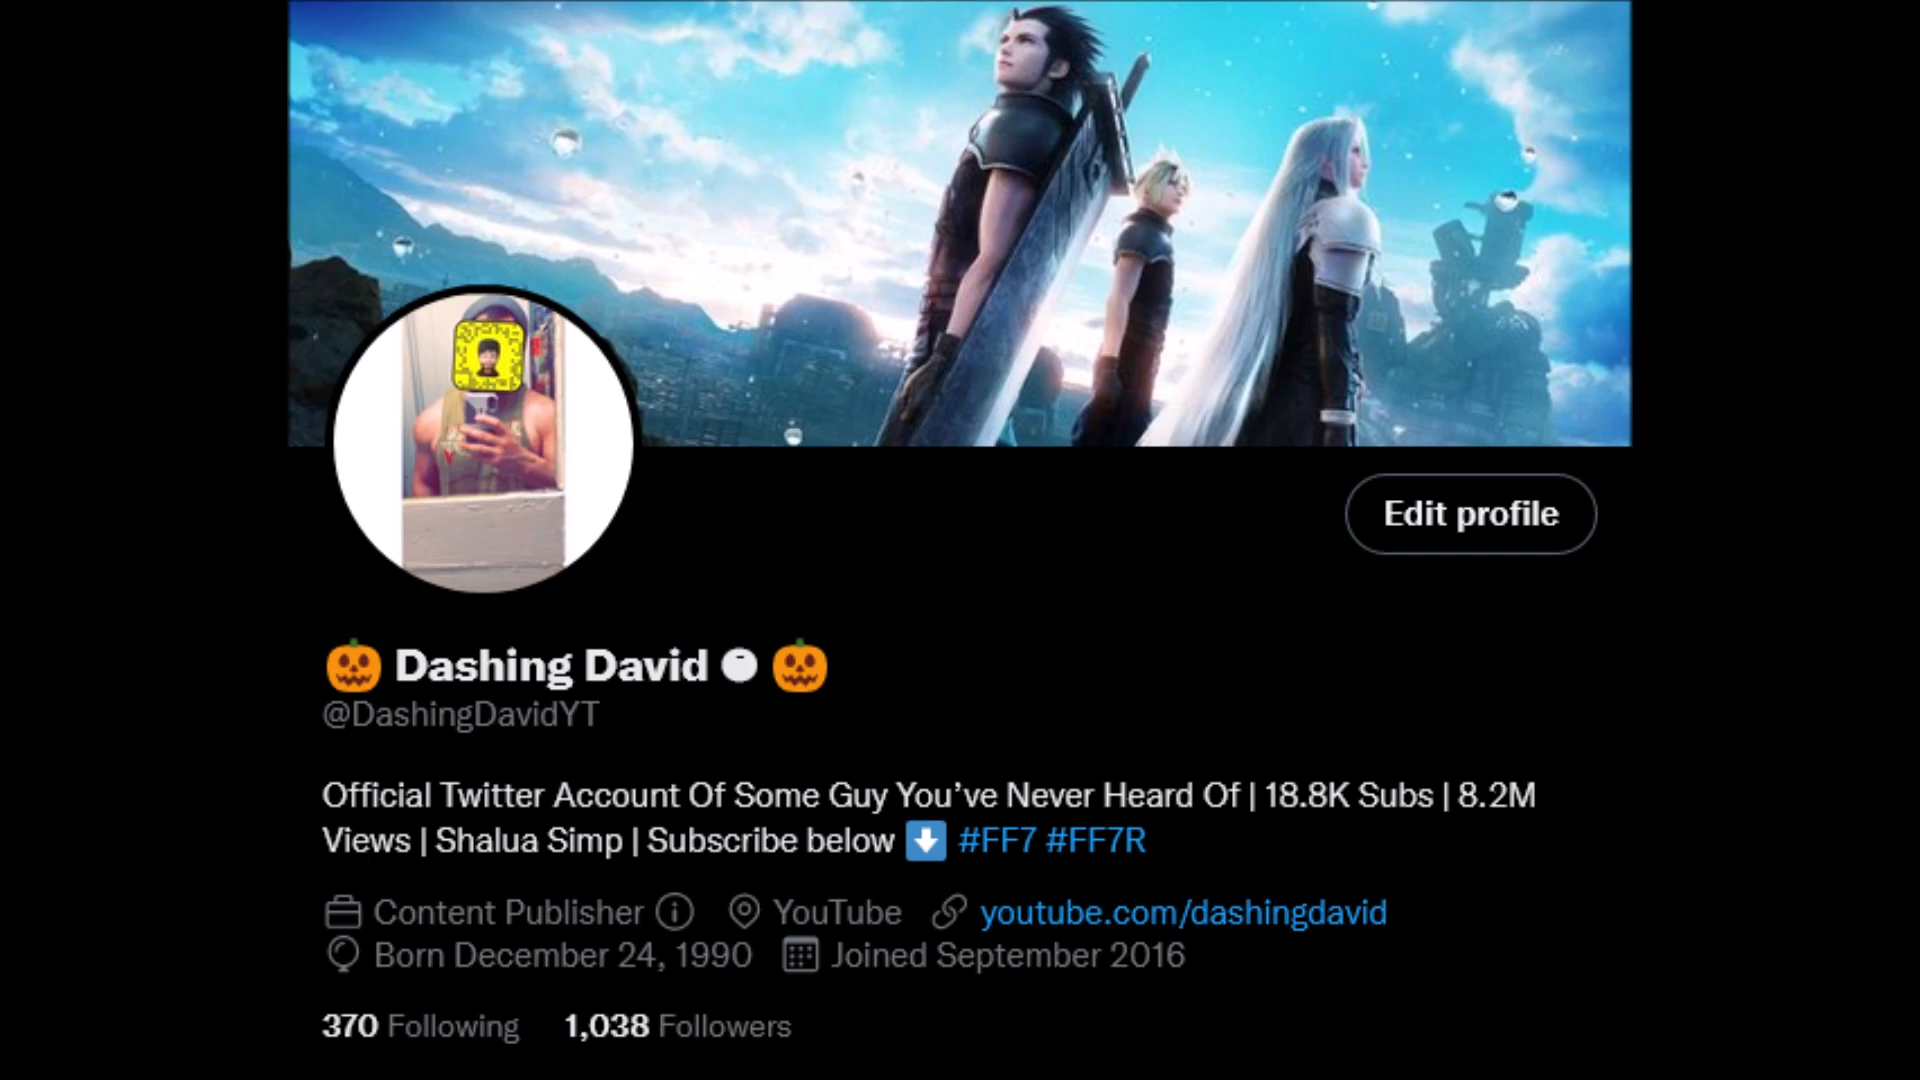 Edit profile
🎃 Dashing David 🎃
@DashingDavidYT
Official Twitter Account Of Some Guy You’ve Never Heard Of | 18.8K Subs | 8.2M
Views | Shalua Simp | Subscribe below ⬇️ #FF7 #FF7R
Content Publisher YouTube youtube.com/dashingdavid
Born December 24, 1990 Joined September 2016
370 Following 1,038 Followers